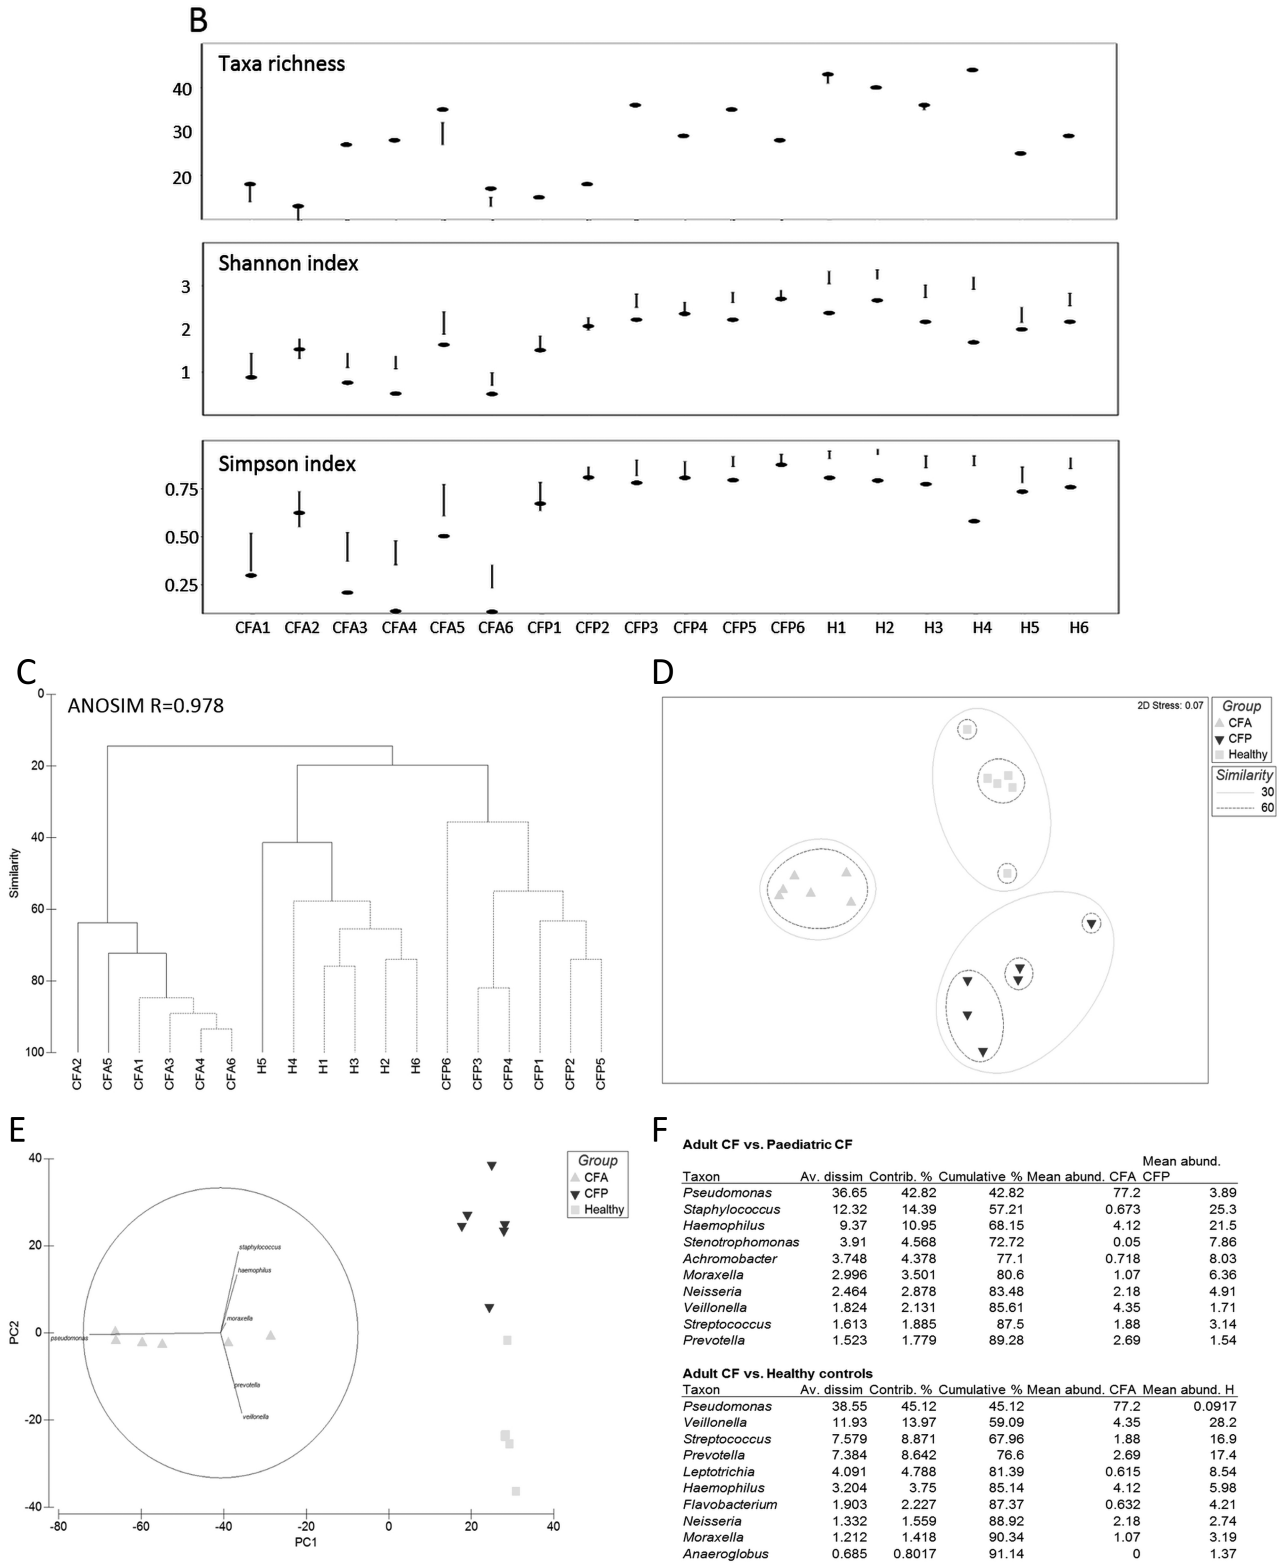 B
Taxa richness
40
30
20
Shannon index
3
2
1
Simpson index
0.75
0.50
0.25
CFA1 CFA2 CFA3 CFA4 CFA5 CFA6 CFP1 CFP2 CFP3 CFP4 CFP5 CFP6 H1 H2 H3 H4 H5 H6
C
ANOSIM R=0.978
0
20
40
60
80
100
Similarity
CFA2 CFA5 CFA1 CFA3 CFA4 CFA6 H5 H4 H1 H3 H2 H6 CFP6 CFP3 CFP4 CFP1 CFP2 CFP5
D
2D Stress: 0.07
Group
CFA
CFP
Healthy
Similarity
30
60
E
40
20
0
-20
-40
PC2
staphylococcus
haemophilus
moraxella
pseudomonas
prevotella
veillonella
-80 -60 -40 -20 0 20 40
PC1
Group
CFA
CFP
Healthy
F
Adult CF vs. Paediatric CF
Mean abund.
Taxon Av. dissim Contrib. % Cumulative % Mean abund. CFA CFP
Pseudomonas 36.65 42.82 42.82 77.2 3.89
Staphylococcus 12.32 14.39 57.21 0.673 25.3
Haemophilus 9.37 10.95 68.15 4.12 21.5
Stenotrophomonas 3.91 4.568 72.72 0.05 7.86
Achromobacter 3.748 4.378 77.1 0.718 8.03
Moraxella 2.996 3.501 80.6 1.07 6.36
Neisseria 2.464 2.878 83.48 2.18 4.91
Veillonella 1.824 2.131 85.61 4.35 1.71
Streptococcus 1.613 1.885 87.5 1.88 3.14
Prevotella 1.523 1.779 89.28 2.69 1.54
Adult CF vs. Healthy controls
Taxon Av. dissim Contrib. % Cumulative % Mean abund. CFA Mean abund. H
Pseudomonas 38.55 45.12 45.12 77.2 0.0917
Veillonella 11.93 13.97 59.09 4.35 28.2
Streptococcus 7.579 8.871 67.96 1.88 16.9
Prevotella 7.384 8.642 76.6 2.69 17.4
Leptotrichia 4.091 4.788 81.39 0.615 8.54
Haemophilus 3.204 3.75 85.14 4.12 5.98
Flavobacterium 1.903 2.227 87.37 0.632 4.21
Neisseria 1.332 1.559 88.92 2.18 2.74
Moraxella 1.212 1.418 90.34 1.07 3.19
Anaeroglobus 0.685 0.8017 91.14 0 1.37